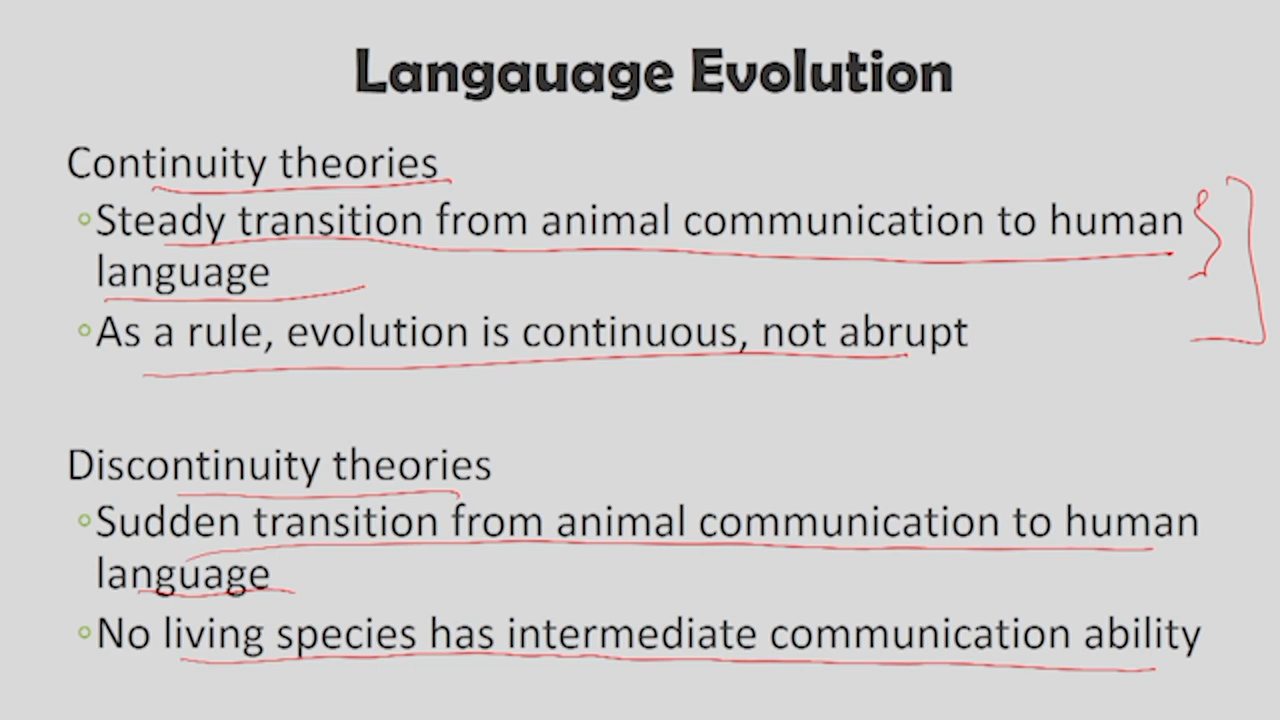 Langauage Evolution
Continuity theories
Steady transition from animal communication to human
language
As a rule, evolution is continuous, not abrupt
Discontinuity theories
Sudden transition from animal communication to human
language
No living species has intermediate communication ability